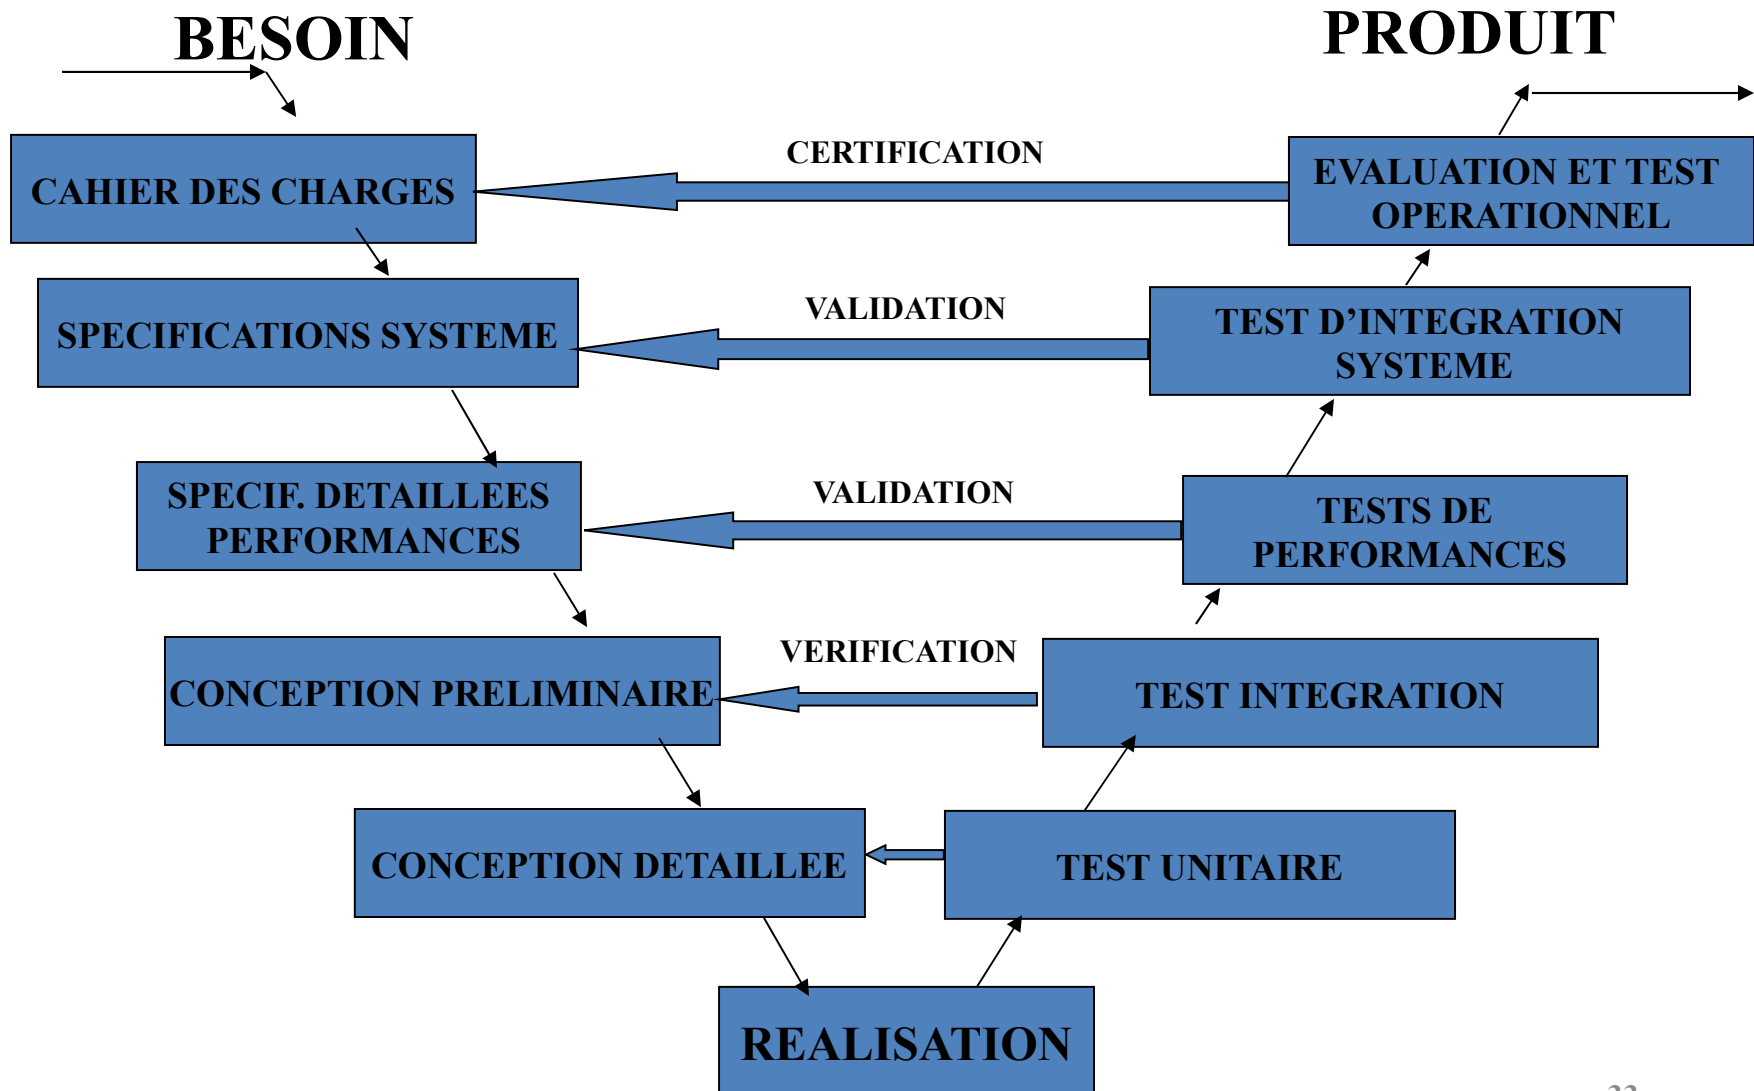 BESOIN
PRODUIT
CERTIFICATION
CAHIER DES CHARGES
EVALUATION ET TEST
OPERATIONNEL
VALIDATION
SPECIFICATIONS SYSTEME
TEST D’INTEGRATION
SYSTEME
VALIDATION
SPECIF. DETAILLEES
PERFORMANCES
TESTS DE
PERFORMANCES
VERIFICATION
CONCEPTION PRELIMINAIRE
TEST INTEGRATION
CONCEPTION DETAILLEE
TEST UNITAIRE
REALISATION